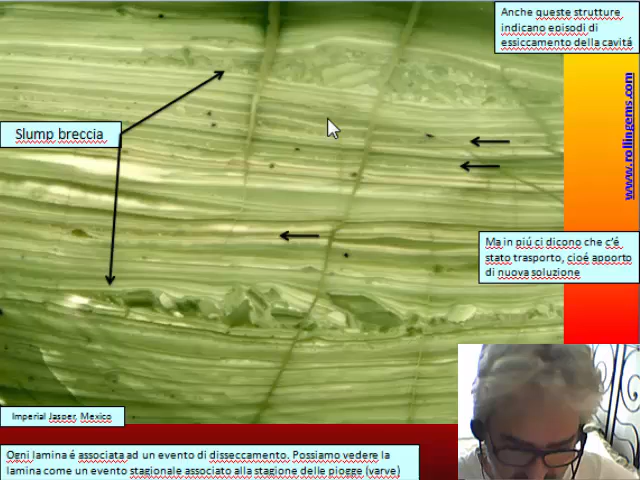 Anche queste strutture
indicano episodi di
essiccamento della cavitá
www.rollingems.com
Slump breccia
Ma in piú ci dicono che c'é
stato trasporto, cioé apporto
di nuova soluzione
Imperial Jasper, Mexico
Ogni lamina é associata ad un evento di disseccamento. Possiamo vedere la
lamina come un evento stagionale associato alla stagione delle piogge (varve)